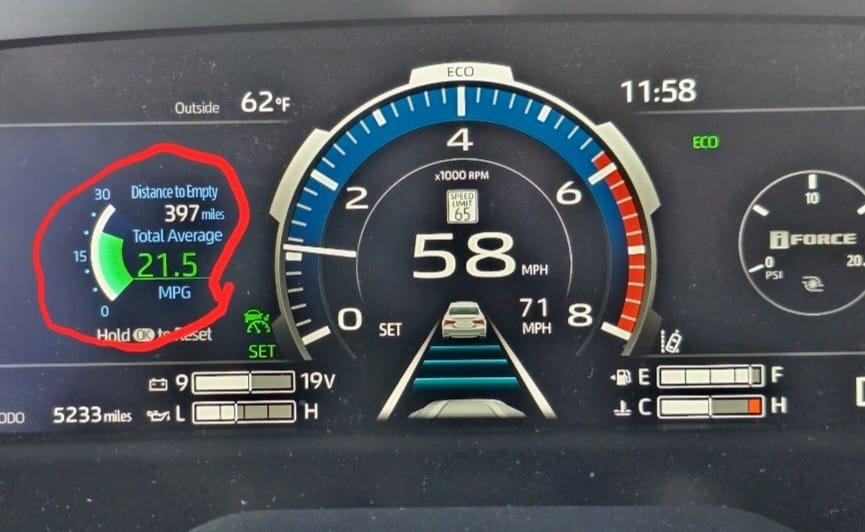 ECO
Outside 62°F
11:58
ECO
30
Distance to Empty
397 miles
Total Average
15
21.5
MPG
0
Hold OK to Reset
SET
0
2
4
6
8
x1000 RPM
SPEED
LIMIT
65
58 MPH
SET
71
MPH
10
iFORCE
0
PSI
20
9 19V
L H
ODO 5233 miles
E F
C H